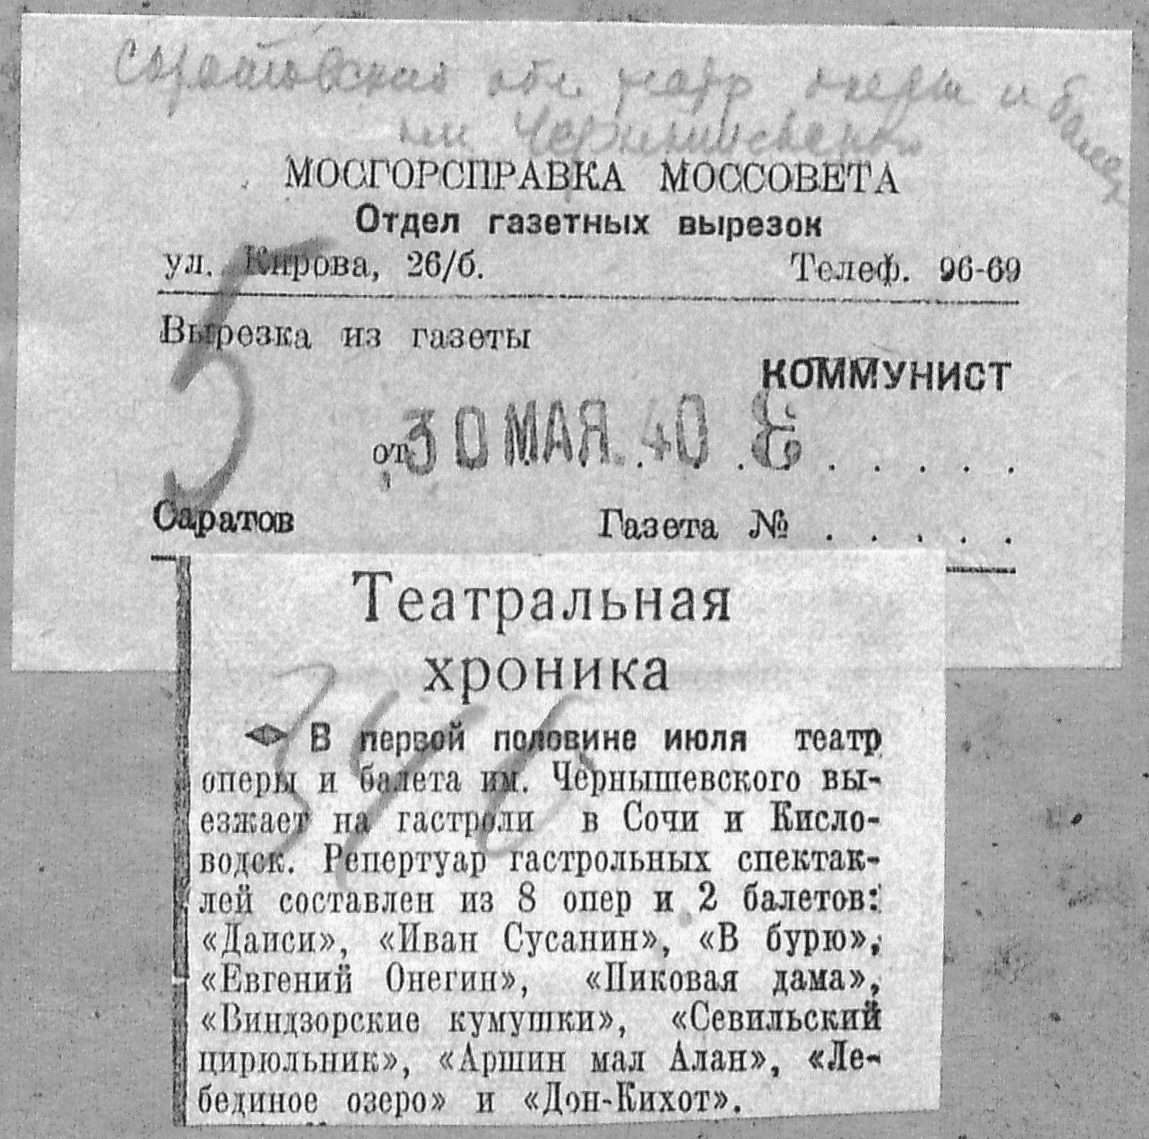 Саратовский обл. театр оперы и балета
им Чернышевского
МОСГОРСПРАВКА МОССОВЕТА
Отдел газетных вырезок
ул. Кирова, 26/б. Телеф. 96-69
Вырезка из газеты
КОММУНИСТ
5
от 30 МАЯ. 40
Саратов Газета № . . . . .
Театральная
хроника
В первой половине июля театр
оперы и балета им. Чернышевского вы-
езжает на гастроли в Сочи и Кисло-
водск. Репертуар гастрольных спектак-
лей составлен из 8 опер и 2 балетов:
«Даиси», «Иван Сусанин», «В бурю»,
«Евгений Онегин», «Пиковая дама»,
«Виндзорские кумушки», «Севильский
цирюльник», «Аршин мал Алан», «Ле-
бединое озеро» и «Дон-Кихот».